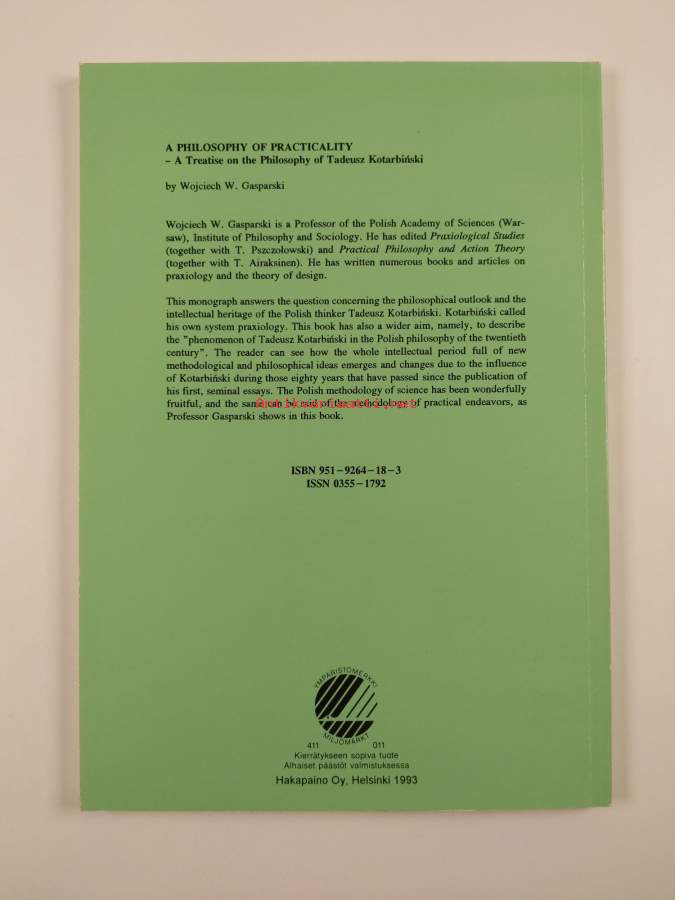 A PHILOSOPHY OF PRACTICALITY
– A Treatise on the Philosophy of Tadeusz Kotarbiński
by Wojciech W. Gasparski
Wojciech W. Gasparski is a Professor of the Polish Academy of Sciences (War-
saw), Institute of Philosophy and Sociology. He has edited Praxiological Studies
(together with T. Pszczołowski) and Practical Philosophy and Action Theory
(together with T. Airaksinen). He has written numerous books and articles on
praxiology and the theory of design.
This monograph answers the question concerning the philosophical outlook and the
intellectual heritage of the Polish thinker Tadeusz Kotarbiński. Kotarbiński called
his own system praxiology. This book has also a wider aim, namely, to describe
the "phenomenon of Tadeusz Kotarbiński in the Polish philosophy of the twentieth
century". The reader can see how the whole intellectual period full of new
methodological and philosophical ideas emerges and changes due to the influence
of Kotarbiński during those eighty years that have passed since the publication of
his first, seminal essays. The Polish methodology of science has been wonderfully
fruitful, and the same can be said of the methodology of practical endeavors, as
Antikvariaatti.net
Professor Gasparski shows in this book.
ISBN 951–9264–18–3
ISSN 0355–1792
YMPÄRISTÖMERKKI
MILJÖMÄRKT
411 011
Kierrätykseen sopiva tuote
Alhaiset päästöt valmistuksessa
Hakapaino Oy, Helsinki 1993